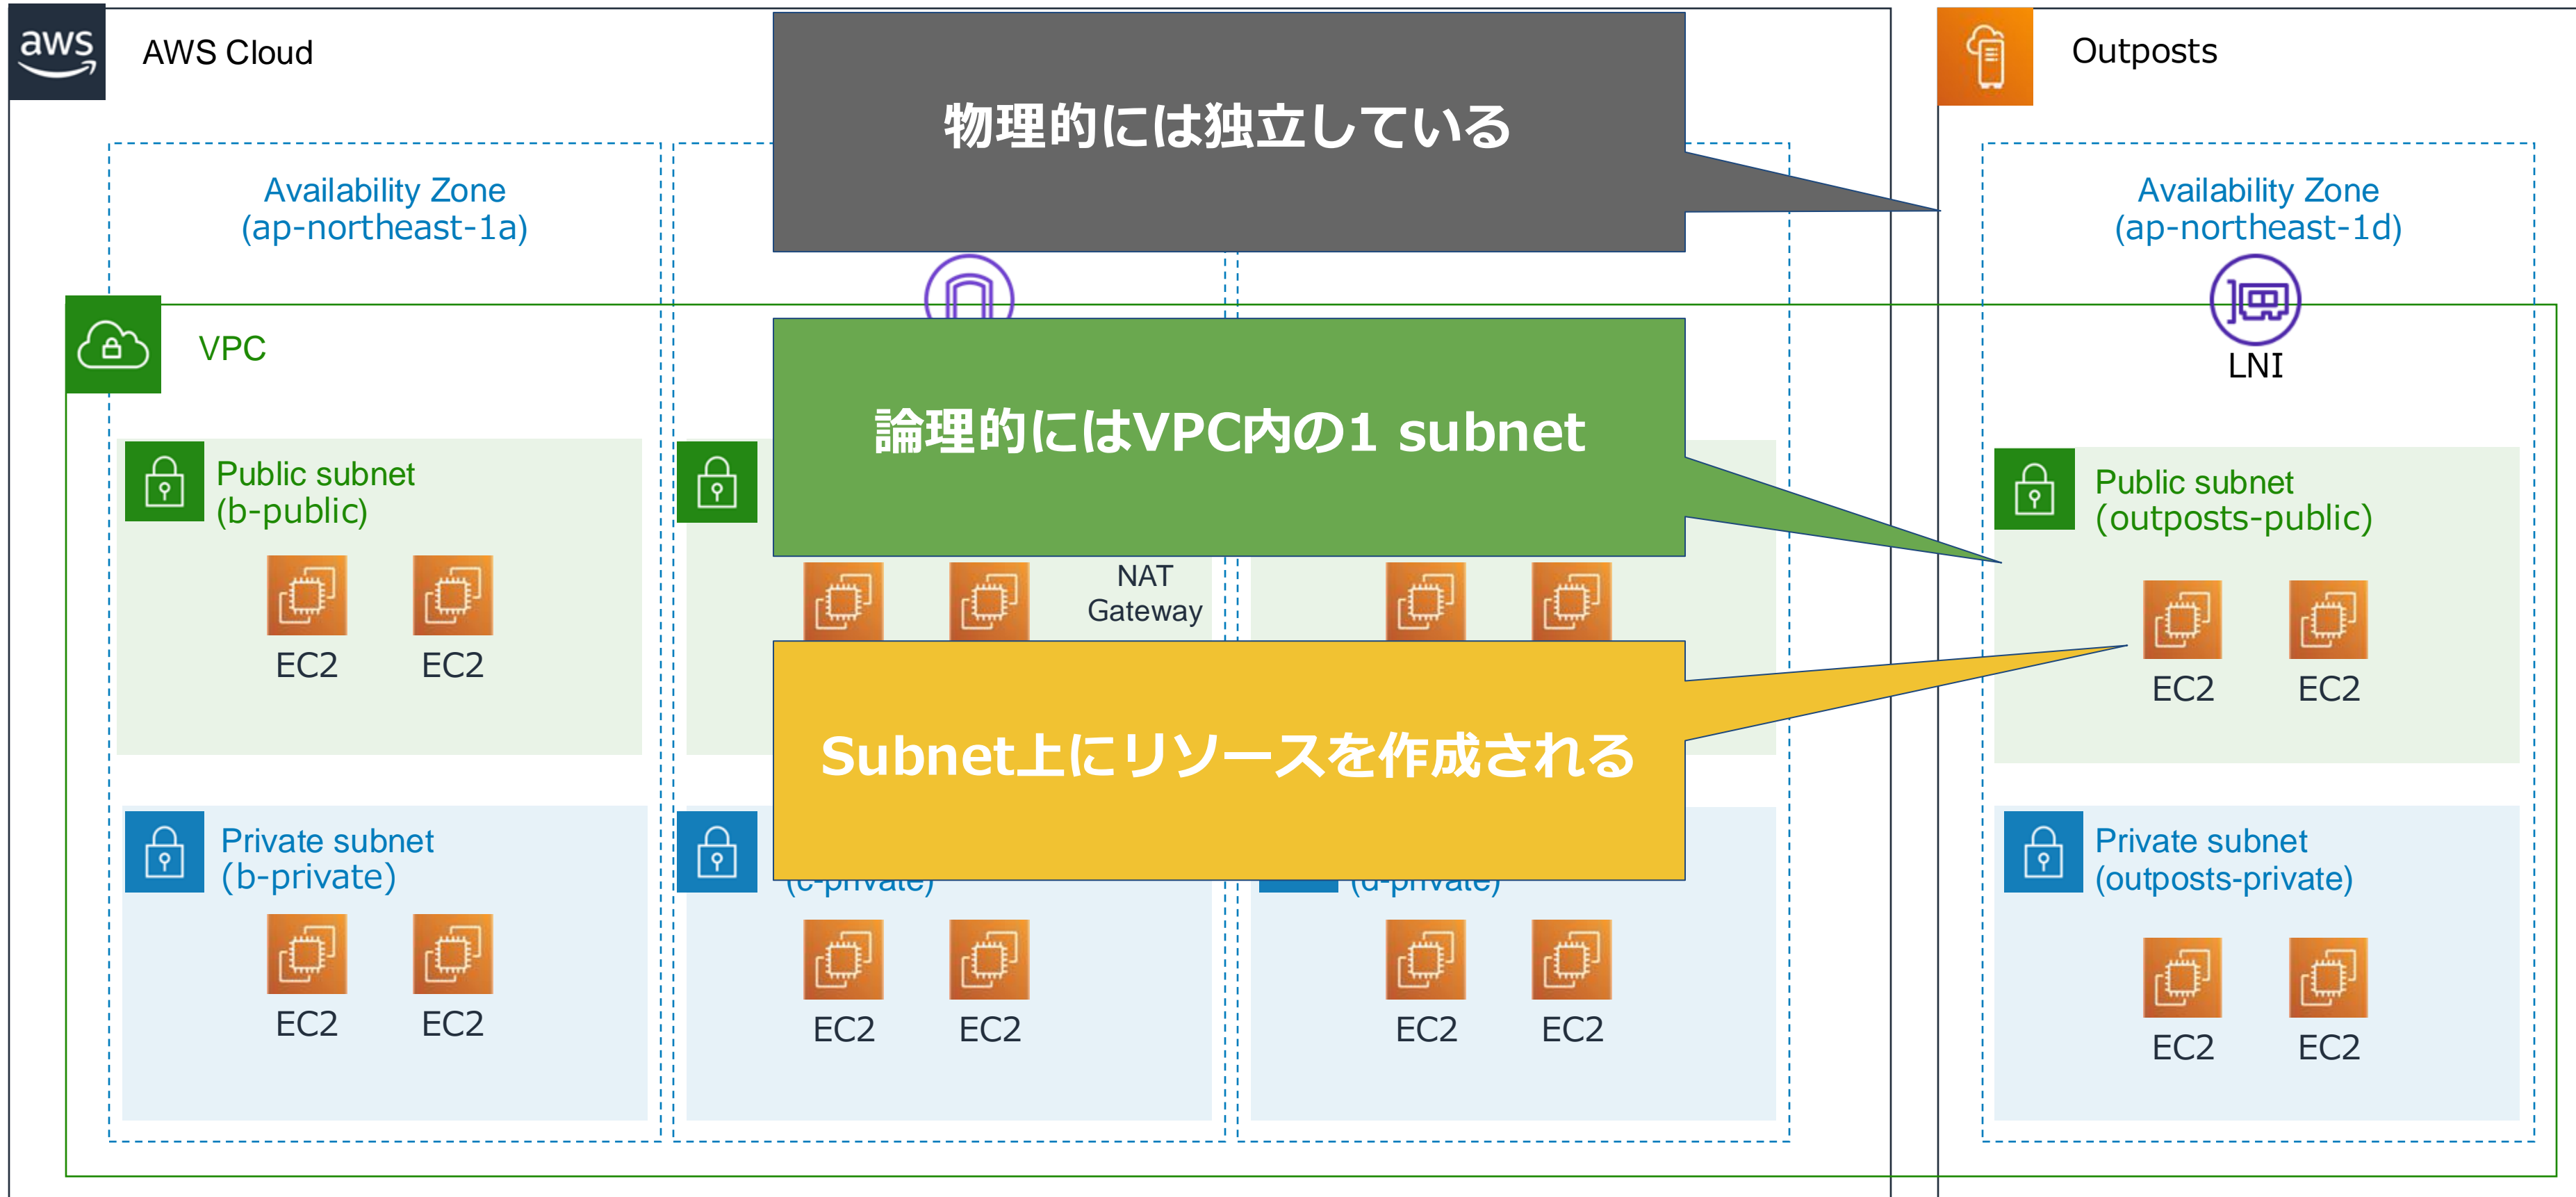 aws
AWS Cloud
物理的には独立している
Outposts
Availability Zone
(ap-northeast-1a)
Availability Zone
(ap-northeast-1d)
VPC
LNI
論理的にはVPC内の1 subnet
Public subnet
(b-public)
Public subnet
(outposts-public)
NAT
Gateway
EC2
EC2
EC2
EC2
Subnet上にリソースを作成される
Private subnet
(b-private)
(c-private)
(d-private)
Private subnet
(outposts-private)
EC2
EC2
EC2
EC2
EC2
EC2
EC2
EC2